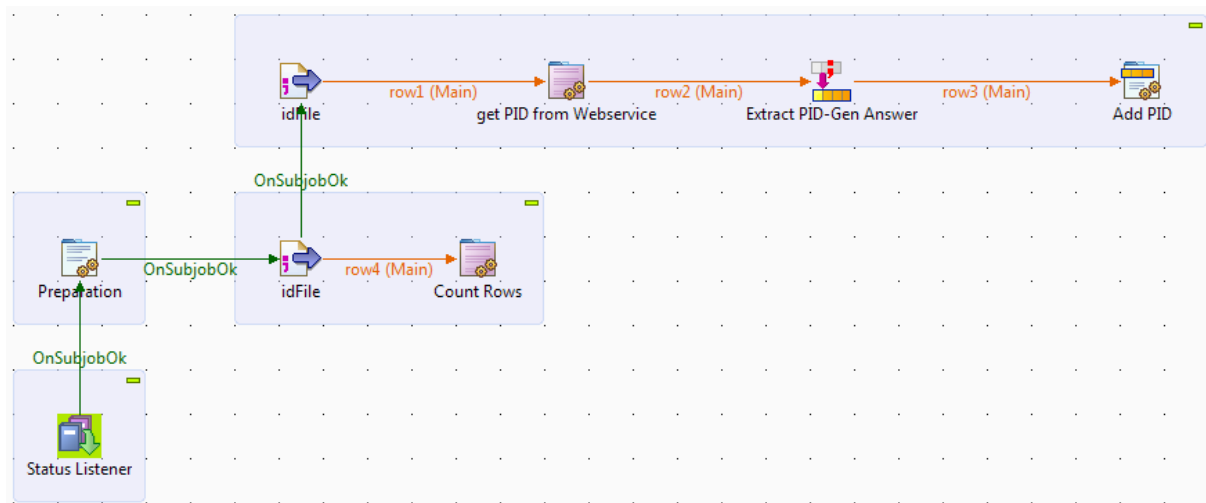 row1 (Main)
row2 (Main)
row3 (Main)
idFile
get PID from Webservice
Extract PID-Gen Answer
Add PID
OnSubjobOk
OnSubjobOk
row4 (Main)
Preparation
idFile
Count Rows
OnSubjobOk
Status Listener